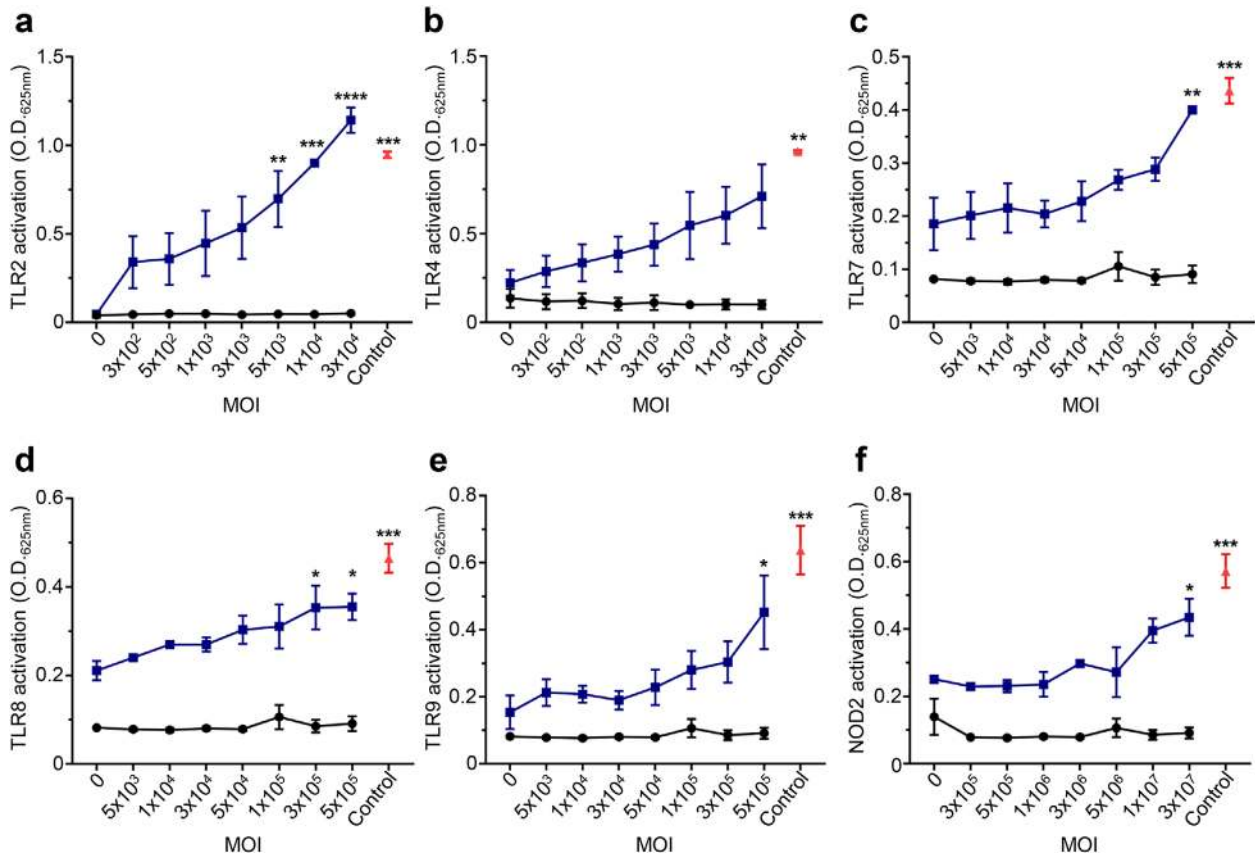 a
1.5
1.0
0.5
0
TLR2 activation (O.D-625nm)
**
***
****
***
0
3x10²
5x10²
1x10³
3x10³
5x10³
1x10⁴
3x10⁴
Control
MOI
b
1.5
1.0
0.5
0
TLR4 activation (O.D-625nm)
**
0
3x10²
5x10²
1x10³
3x10³
5x10³
1x10⁴
3x10⁴
Control
MOI
c
0.5
0.4
0.3
0.2
0.1
0
TLR7 activation (O.D-625nm)
**
***
0
5x10³
1x10⁴
3x10⁴
5x10⁴
1x10⁵
3x10⁵
5x10⁵
Control
MOI
d
0.6
0.4
0.2
0
TLR8 activation (O.D-625nm)
*
*
***
0
5x10³
1x10⁴
3x10⁴
5x10⁴
1x10⁵
3x10⁵
5x10⁵
Control
MOI
e
0.8
0.6
0.4
0.2
0
TLR9 activation (O.D-625nm)
*
***
0
5x10³
1x10⁴
3x10⁴
5x10⁴
1x10⁵
3x10⁵
5x10⁵
Control
MOI
f
0.8
0.6
0.4
0.2
0
NOD2 activation (O.D-625nm)
*
***
0
3x10⁵
5x10⁵
1x10⁶
3x10⁶
5x10⁶
1x10⁷
3x10⁷
Control
MOI